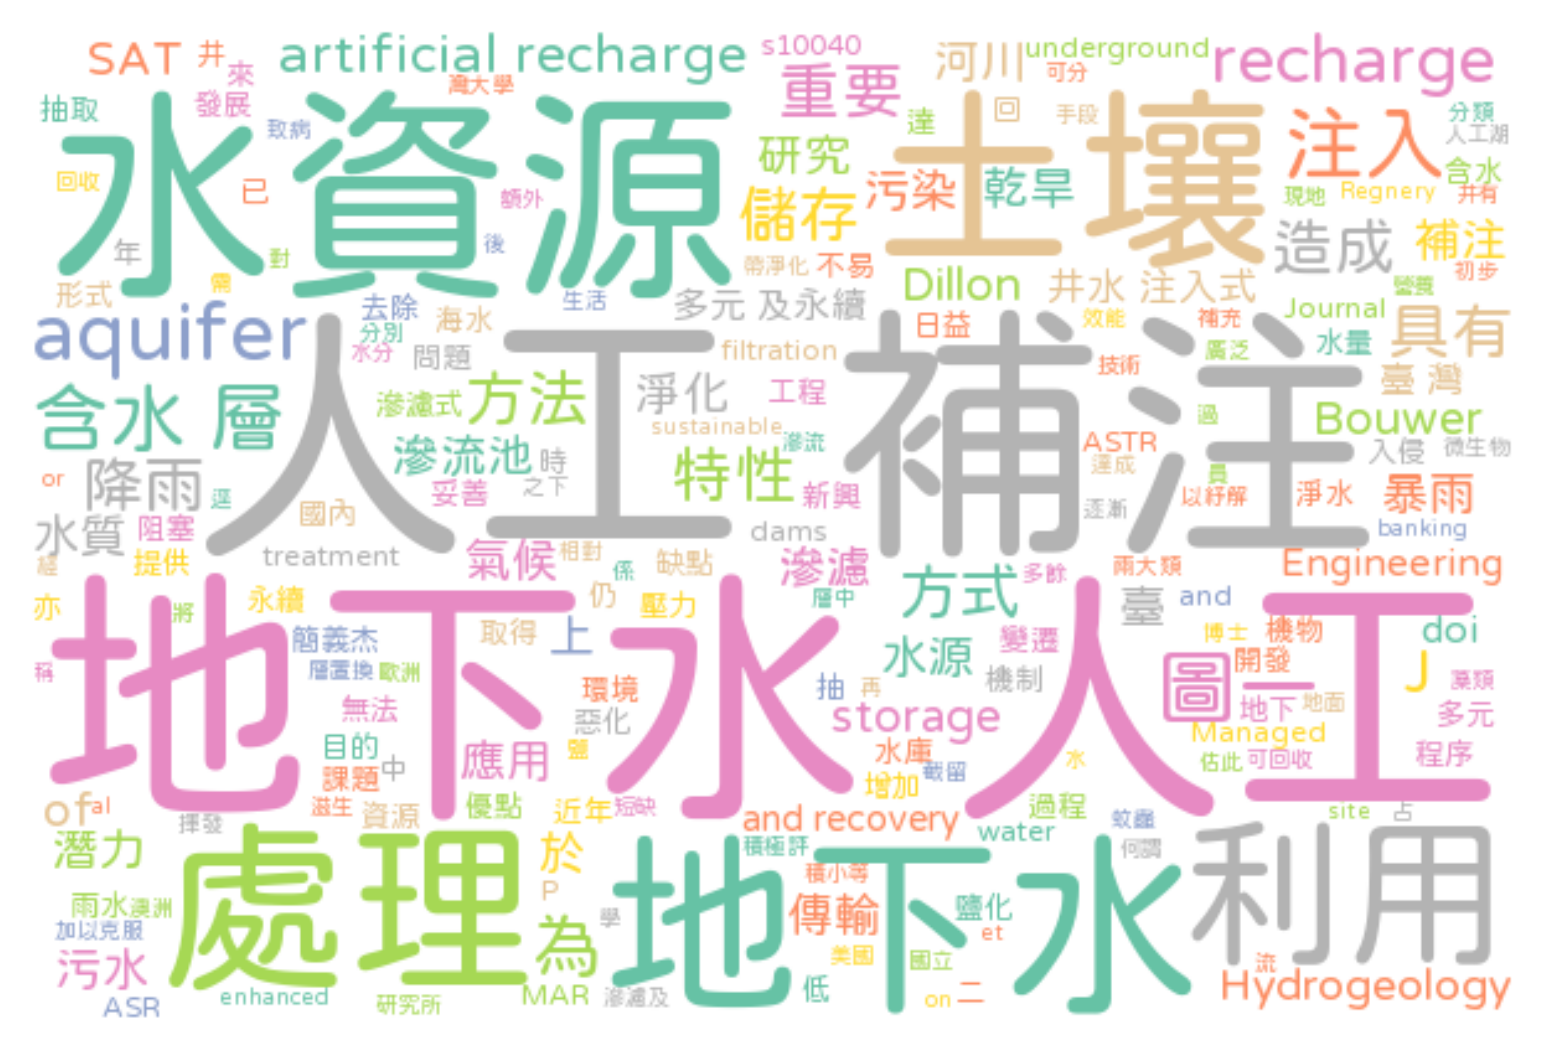 SAT
井
artificial recharge
s10040
河川
underground
recharge
來
灣大學
重要
可分
抽取
發展
致病
水資源
達
土壤
回
手段
注入
分類
人工湖
研究
回收
已
額外
儲存
污染
乾旱
現地
Regnery
含水
井有
年
對
後
帶淨化
不易
造成
補注
初步
形式
需
去除
生活
多元 及永續
Dillon
井水 注入式
營養
aquifer
分別
海水
日益
效能
補充
Journal
具有
水分
問題
filtration
水量
廣泛
人工補注
技術
臺 灣
含水 層
滲濾式
方法
淨化
工程
過
Bouwer
sustainable
滲流
ASTR
入侵
微生物
降雨
滲流池
時
特性
達成
員
or
逕
妥善
之下
新興
逐漸
以紓解
淨水
暴雨
水質
阻塞
國內
dams
banking
提供
treatment
氣候
相對
缺點
滲濾
兩大類
Engineering
係
方式
多餘
亦
將
永續
仍
壓力
層中
臺
and
地下水人工
簡義杰
取得
上
水源
變遷
博士
機物
doi
稱
層置換
歐洲
環境
抽
再
機制
圖一
開發
J
藻類
無法
惡化
storage
地下
地面
多元
目的
應用
鹽
水庫
水
Managed
程序
課題
中
增加
截留
估此
可回收
of
al
滋生
資源
優點
近年
短缺
and recovery
過程
蚊蟲
site
占
潛力
揮發
處理
於
積極評
water
何謂
利用
雨水
澳洲
P
積小等
地下水
加以克服
學
傳輸
鹽化
et
污水
為
美國
國立
流
ASR
enhanced
研究所
MAR
滲濾及
低
on
二
Hydrogeology